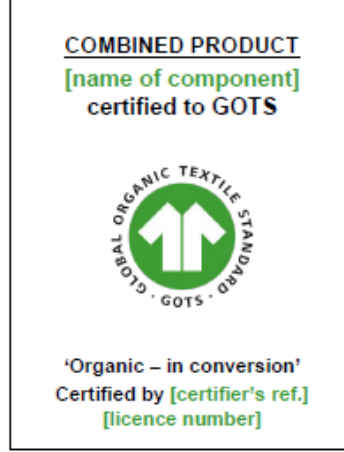 COMBINED PRODUCT
[name of component]
certified to GOTS
GLOBAL ORGANIC TEXTILE STANDARD
· GOTS ·
‘Organic – in conversion’
Certified by [certifier’s ref.]
[licence number]